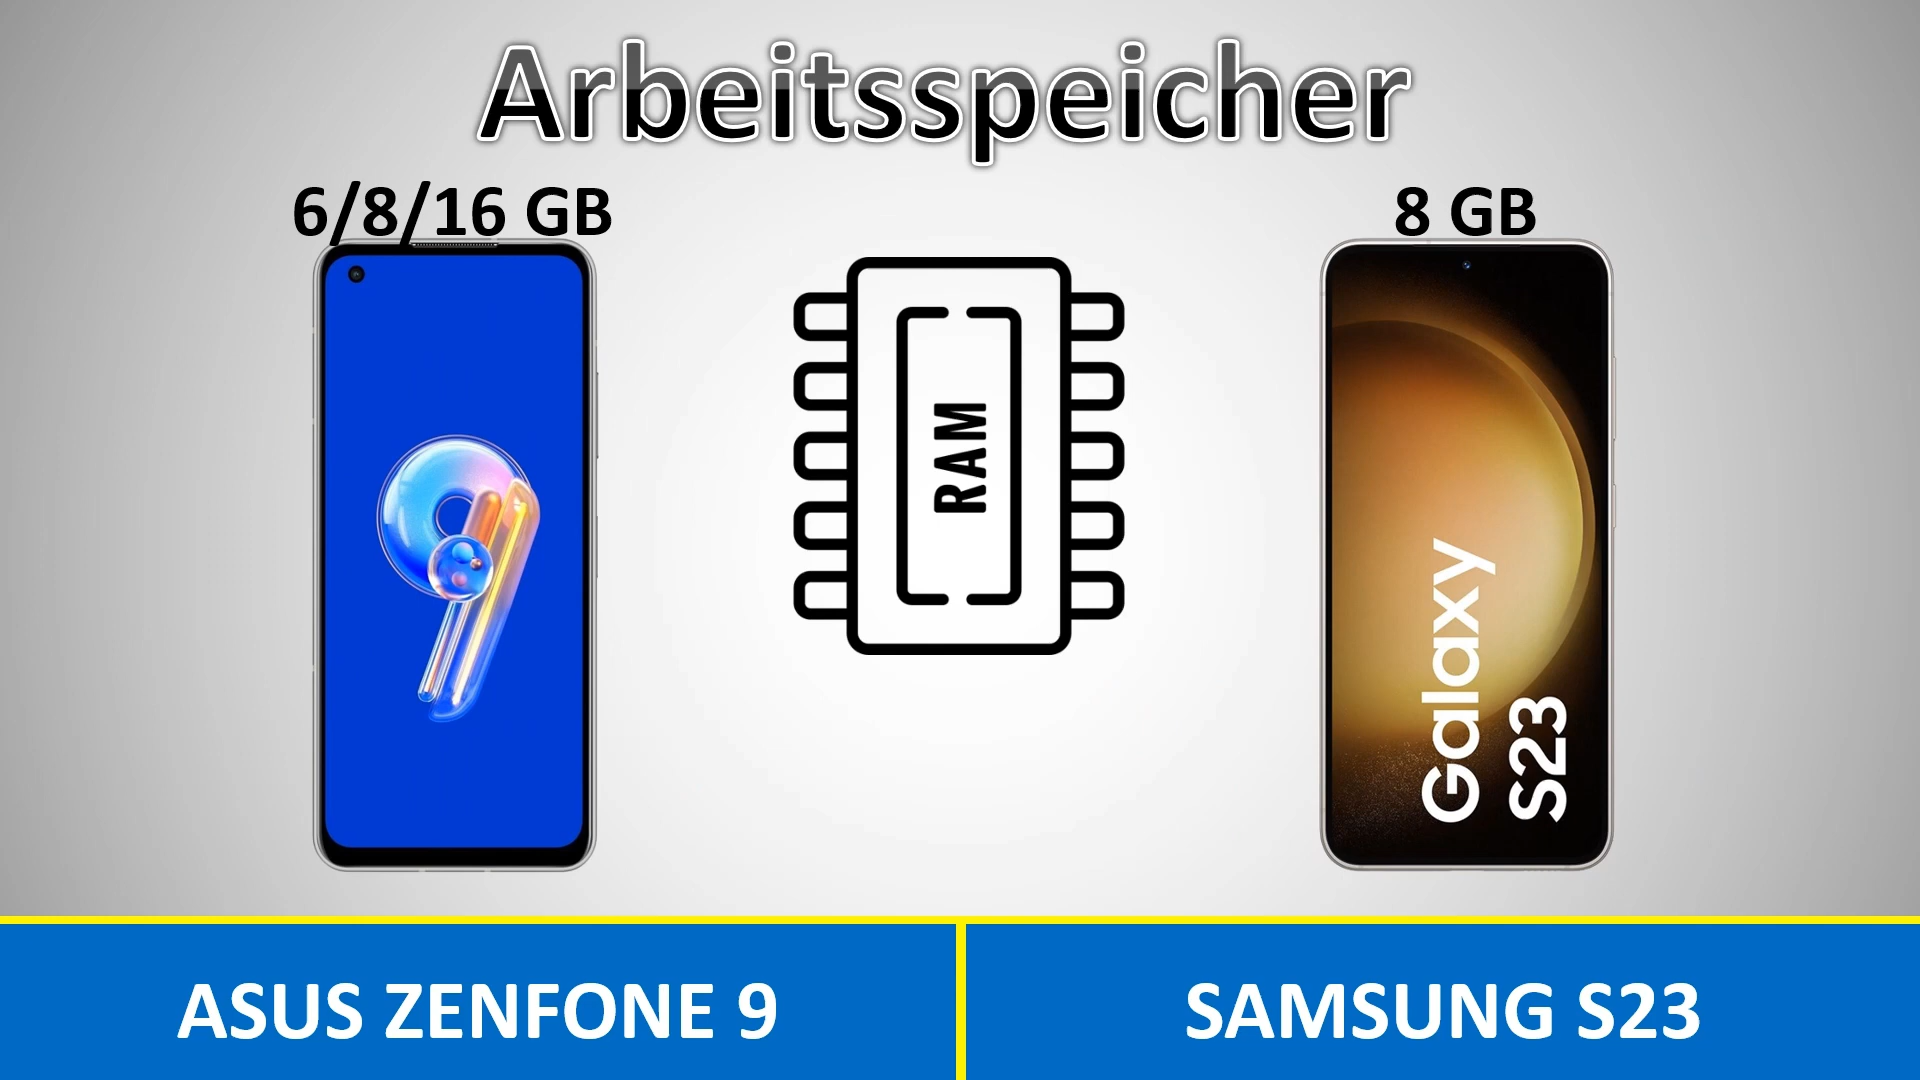 Arbeitsspeicher
6/8/16 GB
8 GB
RAM
Galaxy
S23
ASUS ZENFONE 9
SAMSUNG S23